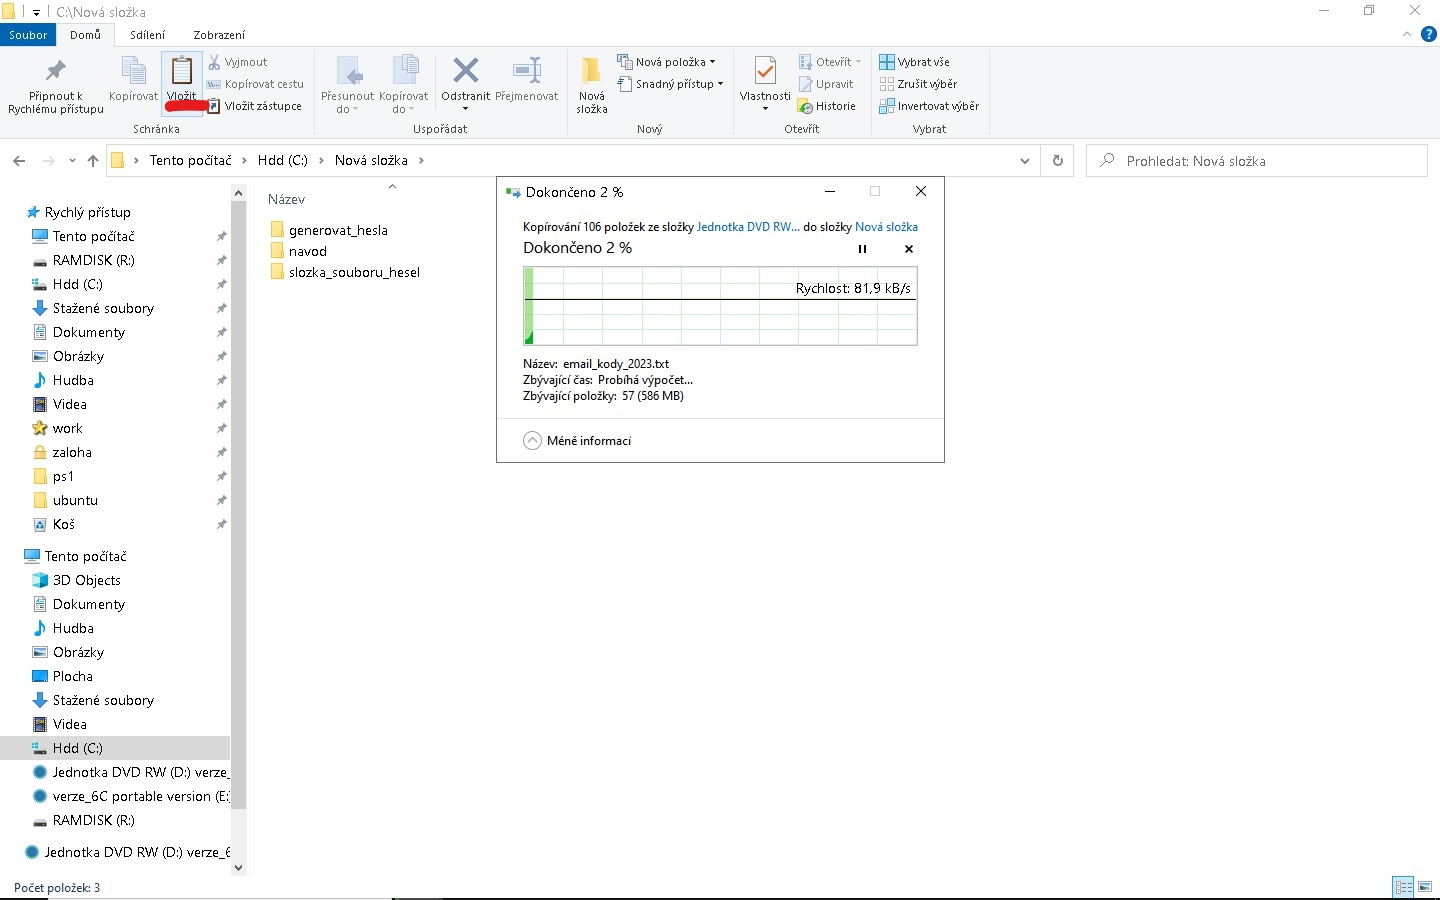 C:\Nová složka
Soubor Domů Sdílení Zobrazení
Připnout k Rychlému přístupu
Kopírovat
Vložit
Vyjmout
Kopírovat cestu
Vložit zástupce
Schránka
Přesunout do
Kopírovat do
Odstranit
Přejmenovat
Uspořádat
Nová složka
Nová položka
Snadný přístup
Nový
Vlastnosti
Otevřít
Upravit
Historie
Otevřít
Vybrat vše
Zrušit výběr
Invertovat výběr
Vybrat
Tento počítač > Hdd (C:) > Nová složka >
Prohledat: Nová složka
Rychlý přístup
Tento počítač
RAMDISK (R:)
Hdd (C:)
Stažené soubory
Dokumenty
Obrázky
Hudba
Videa
work
zaloha
ps1
ubuntu
Koš
Tento počítač
3D Objects
Dokumenty
Hudba
Obrázky
Plocha
Stažené soubory
Videa
Hdd (C:)
Jednotka DVD RW (D:) verze_
verze_6C portable version (E:
RAMDISK (R:)
Jednotka DVD RW (D:) verze_6
Název
generovat_hesla
navod
slozka_souboru_hesel
Dokončeno 2 %
Kopírování 106 položek ze složky Jednotka DVD RW... do složky Nová složka
Dokončeno 2 %
Rychlost: 81,9 kB/s
Název: email_kody_2023.txt
Zbývající čas: Probíhá výpočet...
Zbývající položky: 57 (586 MB)
Méně informací
Počet položek: 3